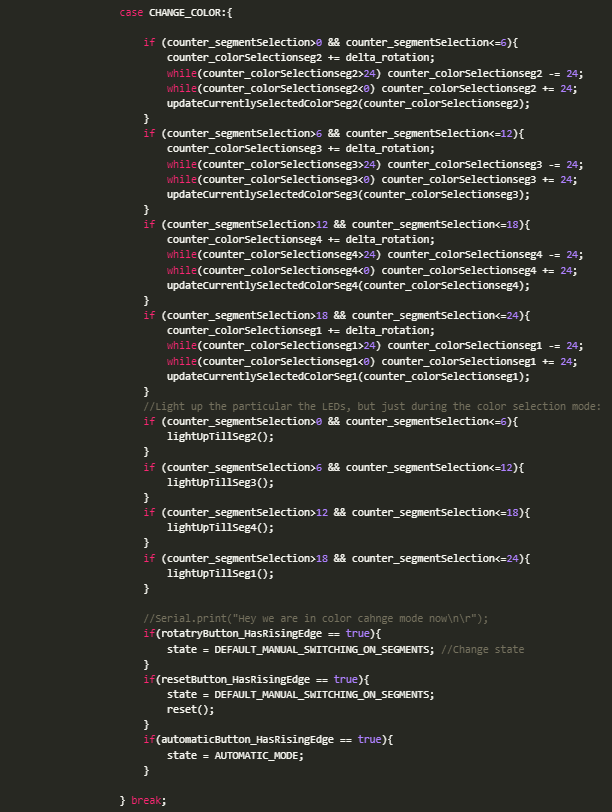 case CHANGE_COLOR:{
if (counter_segmentSelection>0 && counter_segmentSelection<=6){
counter_colorSelectionseg2 += delta_rotation;
while(counter_colorSelectionseg2>24) counter_colorSelectionseg2 -= 24;
while(counter_colorSelectionseg2<0) counter_colorSelectionseg2 += 24;
updateCurrentlySelectedColorSeg2(counter_colorSelectionseg2);
}
if (counter_segmentSelection>6 && counter_segmentSelection<=12){
counter_colorSelectionseg3 += delta_rotation;
while(counter_colorSelectionseg3>24) counter_colorSelectionseg3 -= 24;
while(counter_colorSelectionseg3<0) counter_colorSelectionseg3 += 24;
updateCurrentlySelectedColorSeg3(counter_colorSelectionseg3);
}
if (counter_segmentSelection>12 && counter_segmentSelection<=18){
counter_colorSelectionseg4 += delta_rotation;
while(counter_colorSelectionseg4>24) counter_colorSelectionseg4 -= 24;
while(counter_colorSelectionseg4<0) counter_colorSelectionseg4 += 24;
updateCurrentlySelectedColorSeg4(counter_colorSelectionseg4);
}
if (counter_segmentSelection>18 && counter_segmentSelection<=24){
counter_colorSelectionseg1 += delta_rotation;
while(counter_colorSelectionseg1>24) counter_colorSelectionseg1 -= 24;
while(counter_colorSelectionseg1<0) counter_colorSelectionseg1 += 24;
updateCurrentlySelectedColorSeg1(counter_colorSelectionseg1);
}
//Light up the particular the LEDs, but just during the color selection mode:
if (counter_segmentSelection>0 && counter_segmentSelection<=6){
lightUpTillSeg2();
}
if (counter_segmentSelection>6 && counter_segmentSelection<=12){
lightUpTillSeg3();
}
if (counter_segmentSelection>12 && counter_segmentSelection<=18){
lightUpTillSeg4();
}
if (counter_segmentSelection>18 && counter_segmentSelection<=24){
lightUpTillSeg1();
}
//Serial.print("Hey we are in color cahnge mode now\n\r");
if(rotatryButton_HasRisingEdge == true){
state = DEFAULT_MANUAL_SWITCHING_ON_SEGMENTS; //Change state
}
if(resetButton_HasRisingEdge == true){
state = DEFAULT_MANUAL_SWITCHING_ON_SEGMENTS;
reset();
}
if(automaticButton_HasRisingEdge == true){
state = AUTOMATIC_MODE;
}
} break;